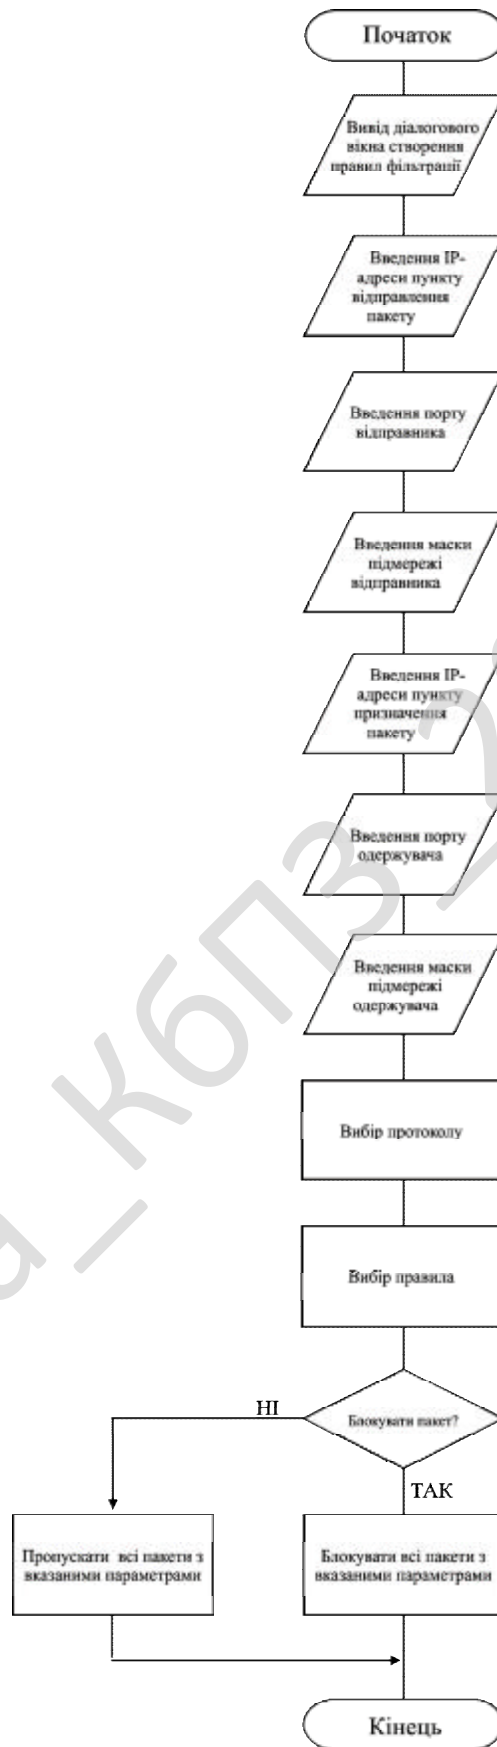 Початок
Вивід діалогового
вікна створення
правил фільтрації
Введення IP-
адреси пункту
відправлення
пакету
Введення порту
відправника
Введення маски
підмережі
відправника
Введення IP-
адреси пункту
призначення
пакету
Введення порту
одержувача
Введення маски
підмережі
одержувача
Вибір протоколу
Вибір правила
Блокувати пакет?
НІ
ТАК
Пропускати всі пакети з
вказаними параметрами
Блокувати всі пакети з
вказаними параметрами
Кінець